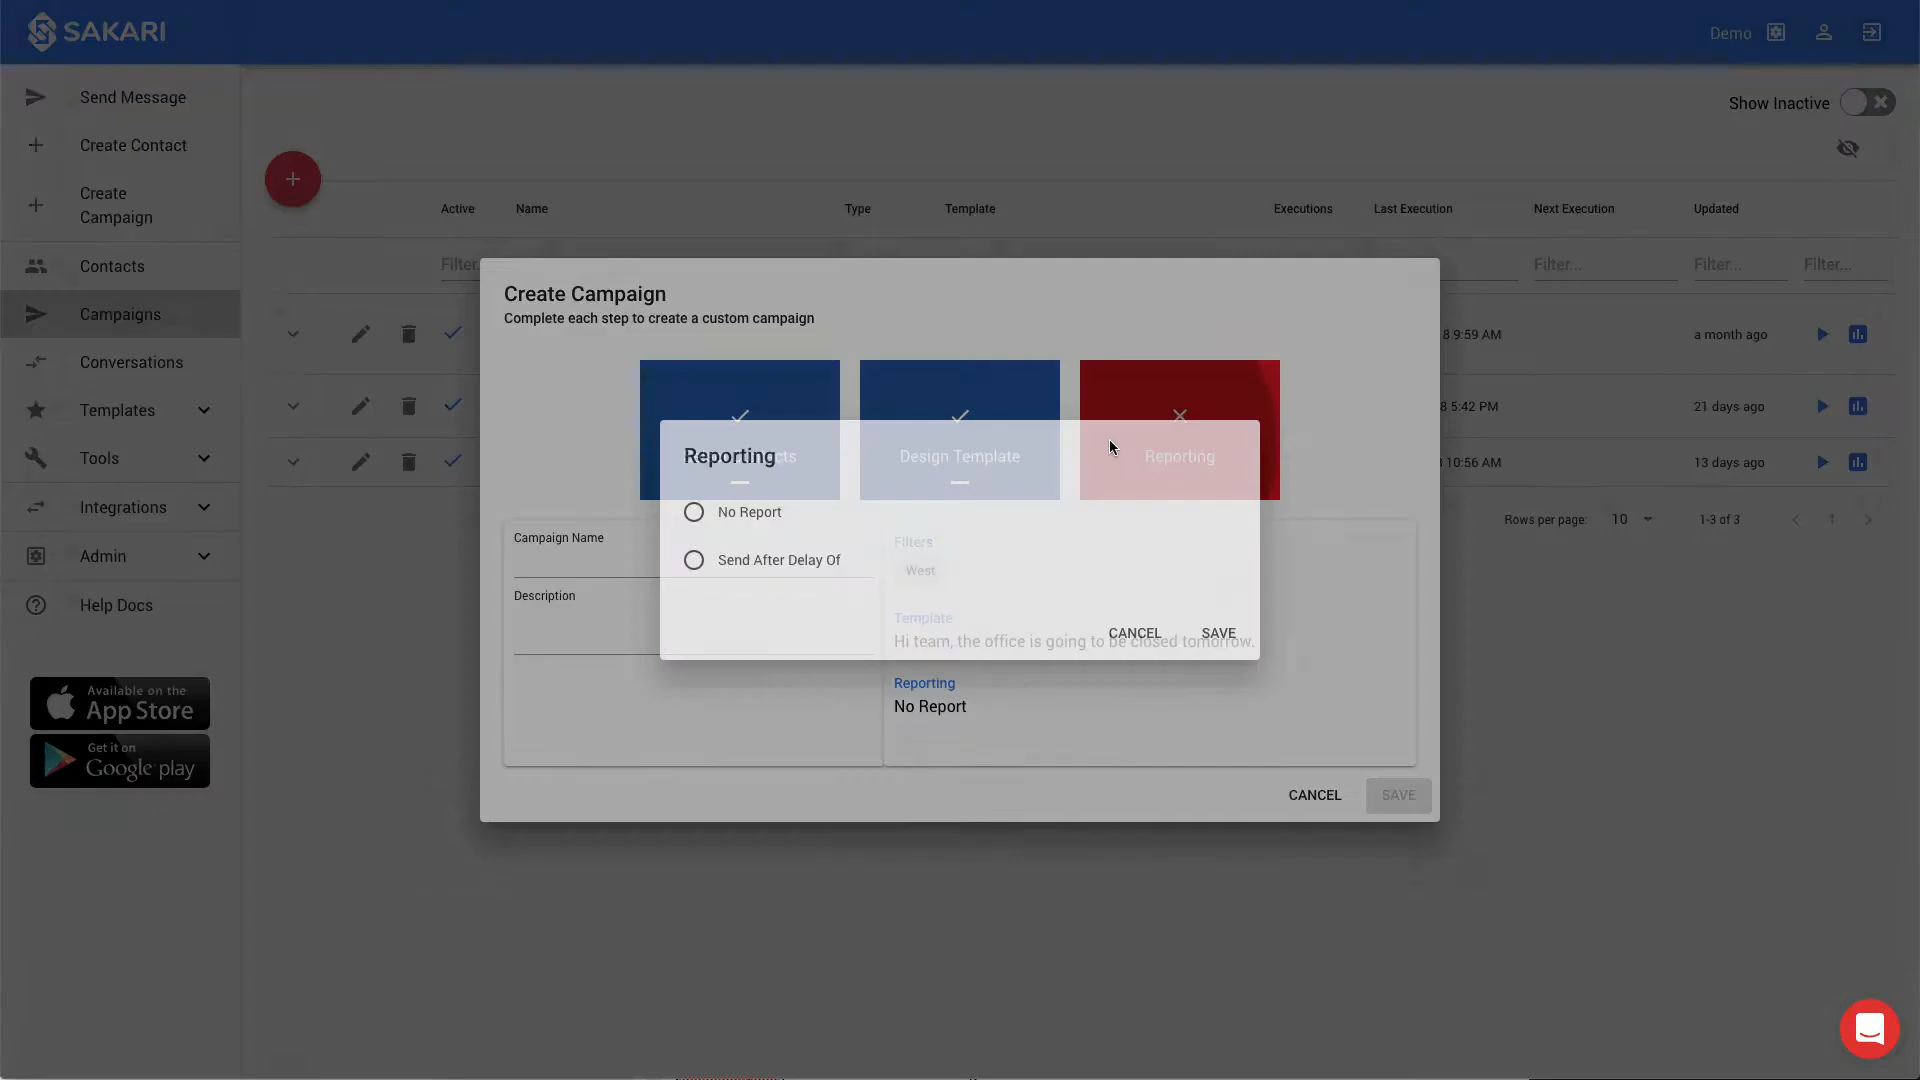 SAKARI
Demo
Send Message
Create Contact
Create
Campaign
Contacts
Campaigns
Conversations
Templates
Tools
Integrations
Admin
Help Docs
Available on the
App Store
Get it on
Google play
Show Inactive
Active
Name
Type
Template
Executions
Last Execution
Next Execution
Updated
Filter
Filter...
Filter...
Filter...
8 9:59 AM
a month ago
8 5:42 PM
21 days ago
10:56 AM
13 days ago
Rows per page:
10
1-3 of 3
1
Create Campaign
Complete each step to create a custom campaign
Design Template
Reporting
Reporting
No Report
Send After Delay Of
CANCEL
SAVE
Campaign Name
Description
Filters
West
Template
Hi team, the office is going to be closed tomorrow.
Reporting
No Report
CANCEL
SAVE